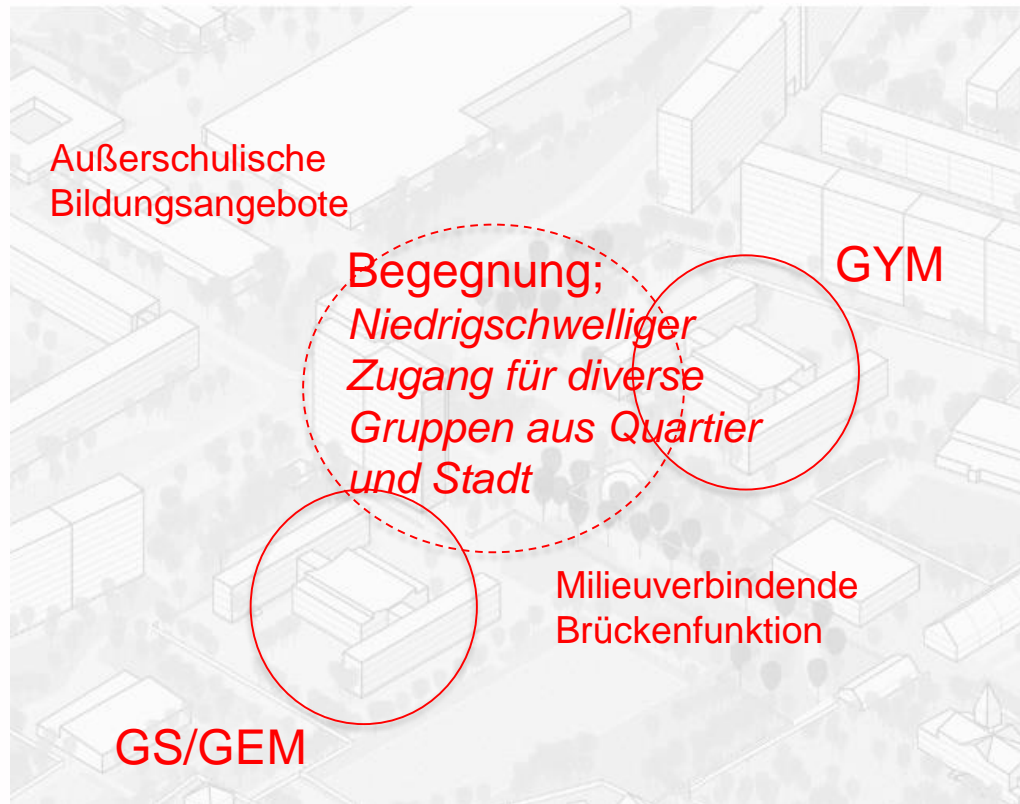 Außerschulische
Bildungsangebote
Begegnung;
Niedrigschwelliger
Zugang für diverse
Gruppen aus Quartier
und Stadt
GYM
Milieuverbindende
Brückenfunktion
GS/GEM